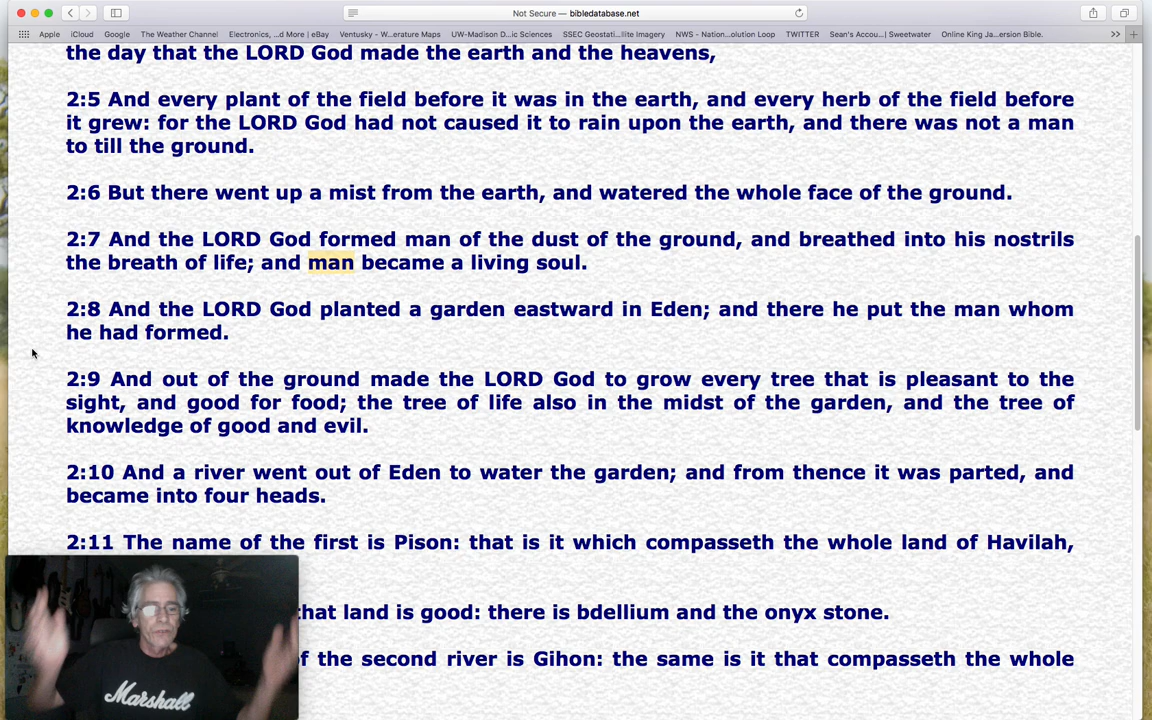 Not Secure — bibledatabase.net
Apple iCloud Google The Weather Channel Electronics, ...d More | eBay Ventusky - W...erature Maps UW-Madison D...ic Sciences SSEC Geostati...llite Imagery NWS - Nation...olution Loop TWITTER Sean's Accou...| Sweetwater Online King Ja...ersion Bible. >> +
the day that the LORD God made the earth and the heavens,
2:5 And every plant of the field before it was in the earth, and every herb of the field before
it grew: for the LORD God had not caused it to rain upon the earth, and there was not a man
to till the ground.
2:6 But there went up a mist from the earth, and watered the whole face of the ground.
2:7 And the LORD God formed man of the dust of the ground, and breathed into his nostrils
the breath of life; and man became a living soul.
2:8 And the LORD God planted a garden eastward in Eden; and there he put the man whom
he had formed.
2:9 And out of the ground made the LORD God to grow every tree that is pleasant to the
sight, and good for food; the tree of life also in the midst of the garden, and the tree of
knowledge of good and evil.
2:10 And a river went out of Eden to water the garden; and from thence it was parted, and
became into four heads.
2:11 The name of the first is Pison: that is it which compasseth the whole land of Havilah,
that land is good: there is bdellium and the onyx stone.
of the second river is Gihon: the same is it that compasseth the whole
Marshall